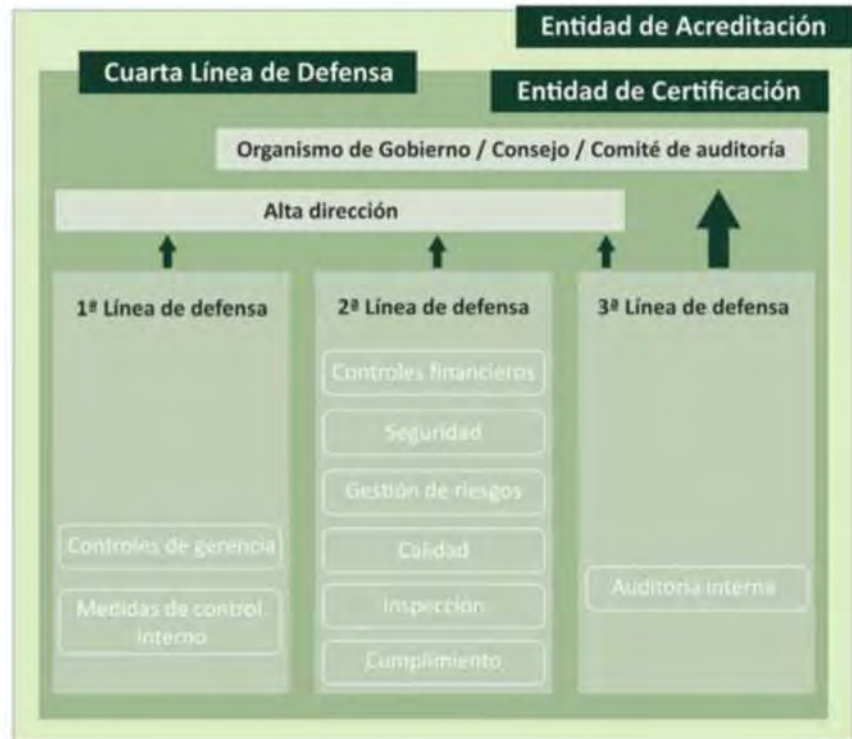 Entidad de Acreditación
Cuarta Línea de Defensa
Entidad de Certificación
Organismo de Gobierno / Consejo / Comité de auditoría
Alta dirección
1ª Línea de defensa
Controles de gerencia
Medidas de control
interno
2ª Línea de defensa
Controles financieros
Seguridad
Gestión de riesgos
Calidad
Inspección
Cumplimiento
3ª Línea de defensa
Auditoria interna